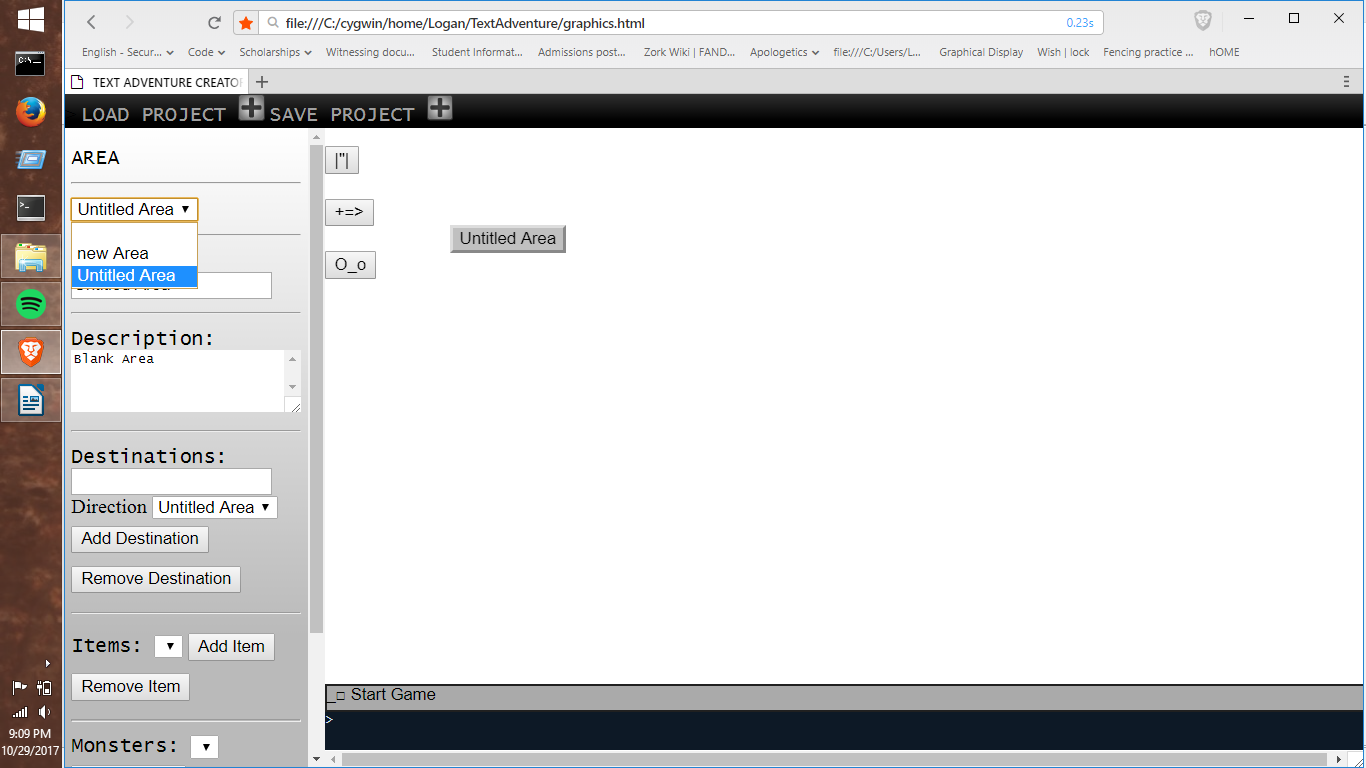 file:///C:/cygwin/home/Logan/TextAdventure/graphics.html
0.23s
English - Secur...
Code
Scholarships
Witnessing docu...
Student Informat...
Admissions post...
Zork Wiki | FAND...
Apologetics
file:///C:/Users/L...
Graphical Display
Wish | lock
Fencing practice ...
hOME
TEXT ADVENTURE CREATOR
LOAD PROJECT
SAVE PROJECT
AREA
Untitled Area
new Area
Untitled Area
Description:
Blank Area
Destinations:
Direction Untitled Area
Add Destination
Remove Destination
Items:
Add Item
Remove Item
Monsters:
|"|
+=>
O_o
Untitled Area
_□ Start Game
>
C:\_
>_
9:09 PM
10/29/2017